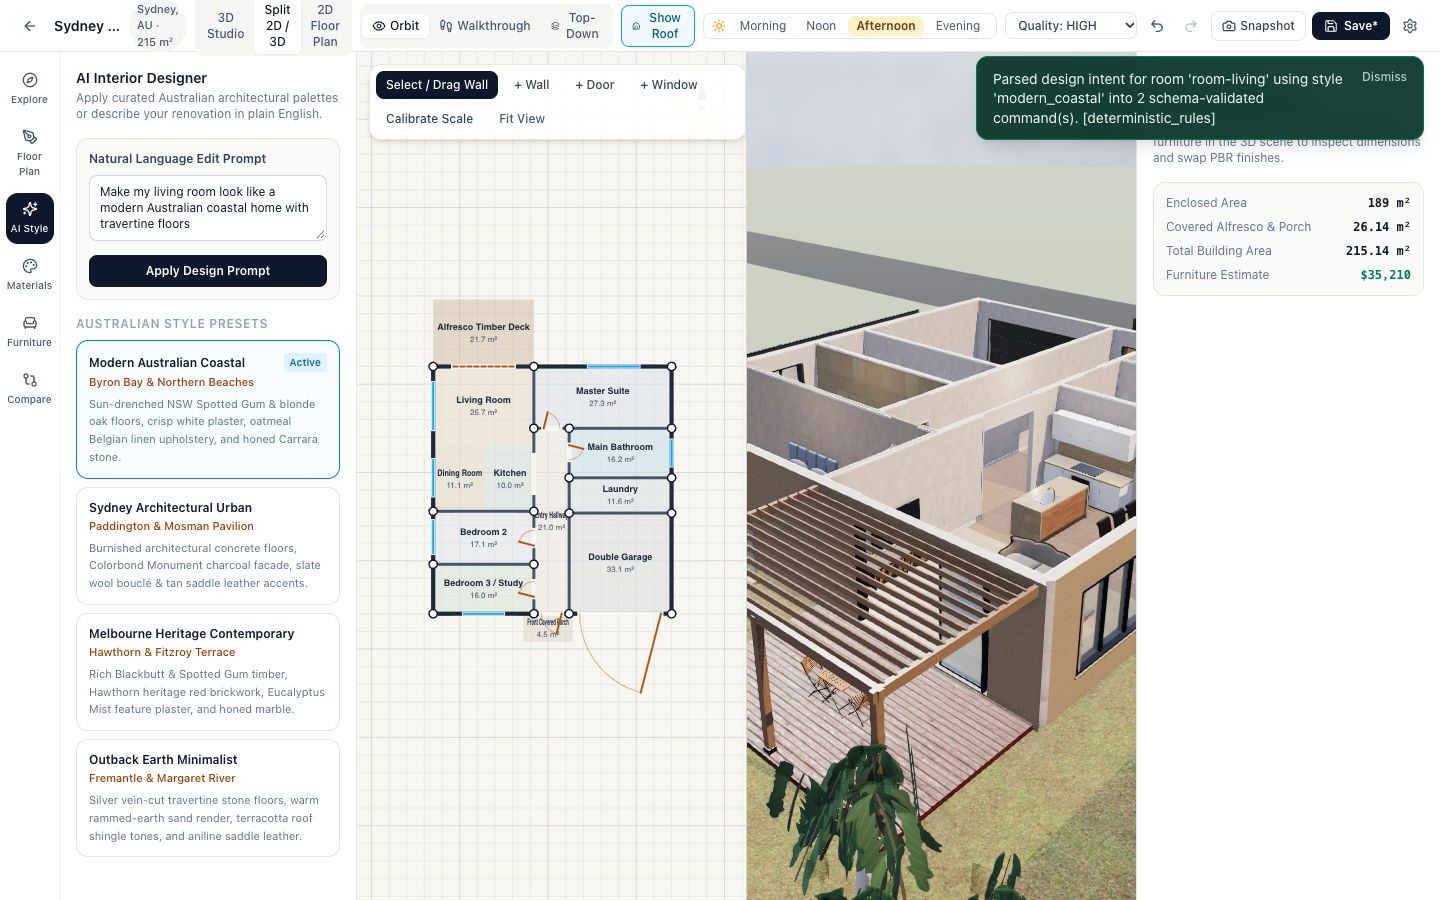 Sydney ...
Sydney,
AU ·
215 m²
3D
Studio
Split
2D /
3D
2D
Floor
Plan
Orbit
Walkthrough
Top-
Down
Show
Roof
Morning
Noon
Afternoon
Evening
Quality: HIGH
Snapshot
Save*
Explore
Floor
Plan
AI Style
Materials
Furniture
Compare
AI Interior Designer
Apply curated Australian architectural palettes
or describe your renovation in plain English.
Natural Language Edit Prompt
Make my living room look like a
modern Australian coastal home with
travertine floors
Apply Design Prompt
AUSTRALIAN STYLE PRESETS
Modern Australian Coastal
Active
Byron Bay & Northern Beaches
Sun-drenched NSW Spotted Gum & blonde
oak floors, crisp white plaster, oatmeal
Belgian linen upholstery, and honed Carrara
stone.
Sydney Architectural Urban
Paddington & Mosman Pavilion
Burnished architectural concrete floors,
Colorbond Monument charcoal facade, slate
wool bouclé & tan saddle leather accents.
Melbourne Heritage Contemporary
Hawthorn & Fitzroy Terrace
Rich Blackbutt & Spotted Gum timber,
Hawthorn heritage red brickwork, Eucalyptus
Mist feature plaster, and honed marble.
Outback Earth Minimalist
Fremantle & Margaret River
Silver vein-cut travertine stone floors, warm
rammed-earth sand render, terracotta roof
shingle tones, and aniline saddle leather.
Select / Drag Wall
+ Wall
+ Door
+ Window
Calibrate Scale
Fit View
N
Alfresco Timber Deck
21.7 m²
Living Room
25.7 m²
Master Suite
27.3 m²
Main Bathroom
16.2 m²
Dining Room
11.1 m²
Kitchen
10.0 m²
Laundry
11.6 m²
Entry Hallway
21.0 m²
Bedroom 2
17.1 m²
Double Garage
33.1 m²
Bedroom 3 / Study
16.0 m²
Front Covered Porch
4.5 m²
Parsed design intent for room 'room-living' using style
'modern_coastal' into 2 schema-validated
command(s). [deterministic_rules]
Dismiss
furniture in the 3D scene to inspect dimensions
and swap PBR finishes.
Enclosed Area
189 m²
Covered Alfresco & Porch
26.14 m²
Total Building Area
215.14 m²
Furniture Estimate
$35,210